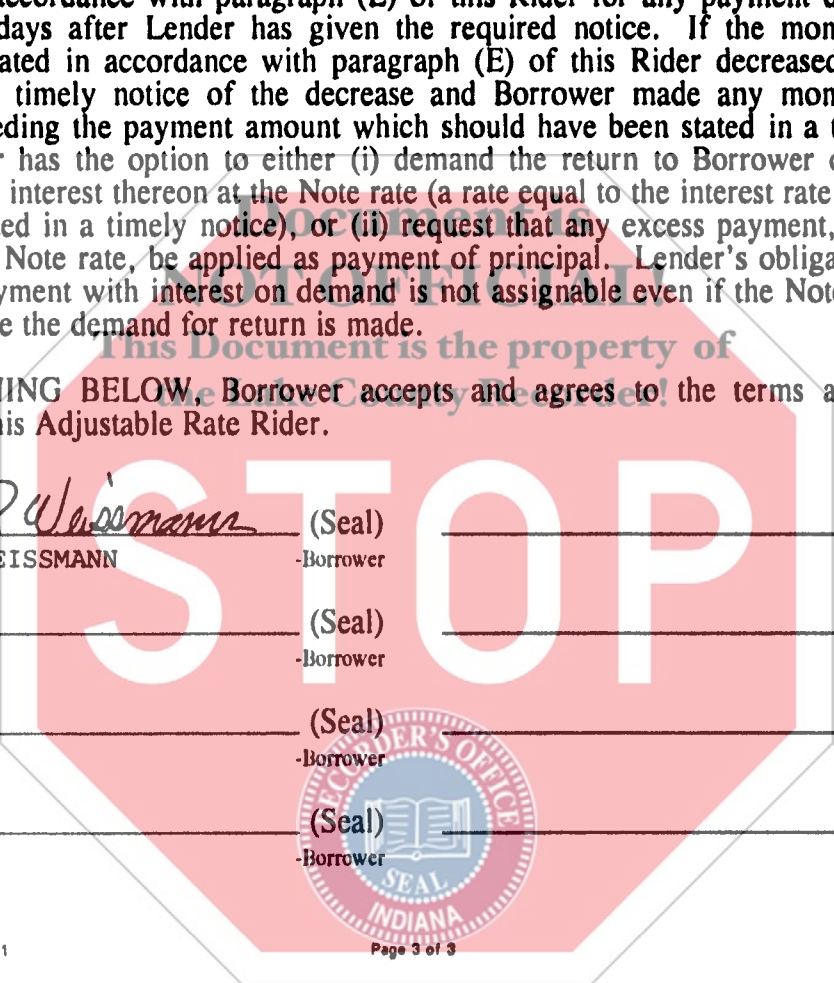 accordance with paragraph (E) of this Rider for any payment
days after Lender has given the required notice. If the mon
ated in accordance with paragraph (E) of this Rider decreased
timely notice of the decrease and Borrower made any mon
eding the payment amount which should have been stated in a t
r has the option to either (i) demand the return to Borrower
interest thereon at the Note rate (a rate equal to the interest rate
ed in a timely notice), or (ii) request that any excess payment,
Note rate, be applied as payment of principal. Lender's obliga
yment with interest on demand is not assignable even if the Note
e the demand for return is made.
Document is
NOT OFFICIAL!
This Document is the property of
the Lake County Recorder!
NING BELOW, Borrower accepts and agrees to the terms a
his Adjustable Rate Rider.
STOP
P Weissmann (Seal)
EISSMANN -Borrower
(Seal)
-Borrower
(Seal)
-Borrower
(Seal)
-Borrower
RECORDER'S OFFICE
SEAL
INDIANA
1 Page 3 of 3